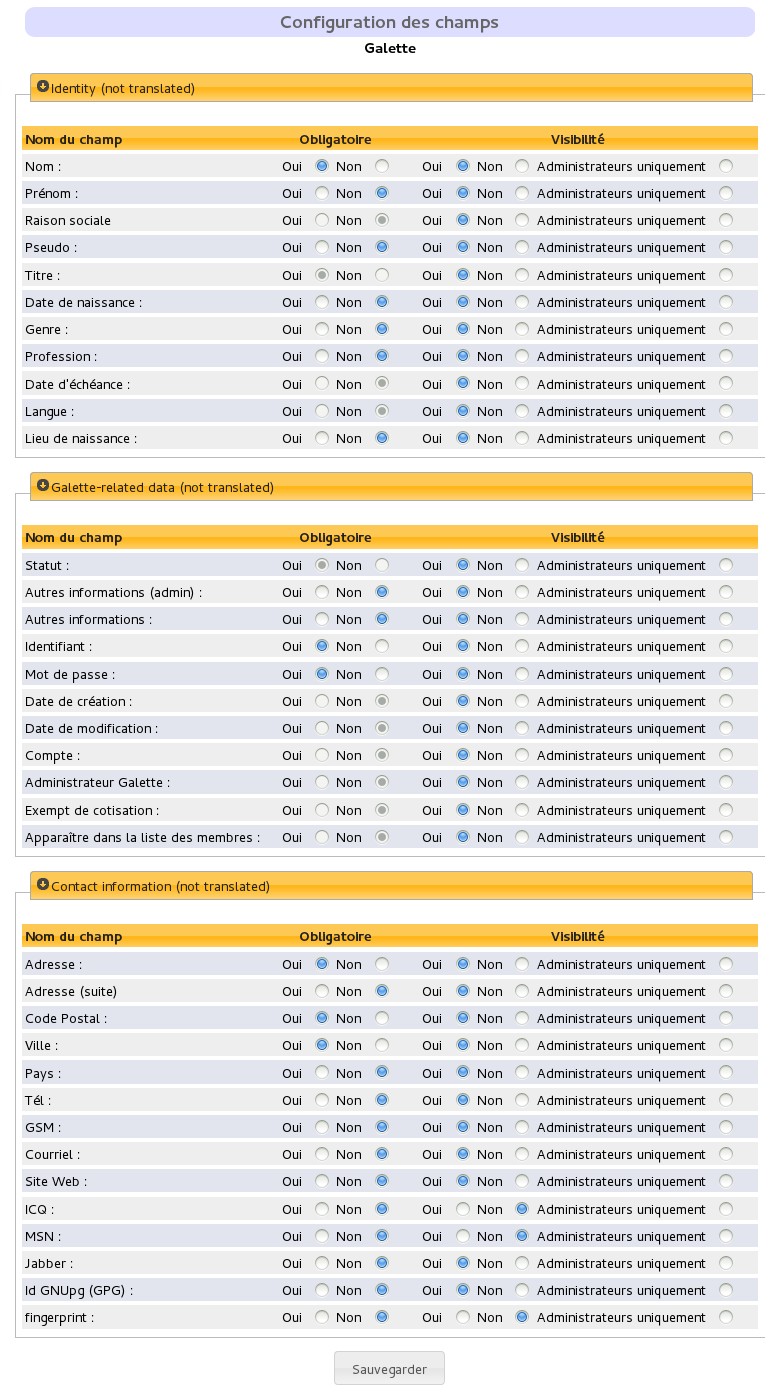 Configuration des champs
Galette
Identity (not translated)
Nom du champ Obligatoire Visibilité
Nom : Oui Non Oui Non Administrateurs uniquement
Prénom : Oui Non Oui Non Administrateurs uniquement
Raison sociale Oui Non Oui Non Administrateurs uniquement
Pseudo : Oui Non Oui Non Administrateurs uniquement
Titre : Oui Non Oui Non Administrateurs uniquement
Date de naissance : Oui Non Oui Non Administrateurs uniquement
Genre : Oui Non Oui Non Administrateurs uniquement
Profession : Oui Non Oui Non Administrateurs uniquement
Date d'échéance : Oui Non Oui Non Administrateurs uniquement
Langue : Oui Non Oui Non Administrateurs uniquement
Lieu de naissance : Oui Non Oui Non Administrateurs uniquement
Galette-related data (not translated)
Nom du champ Obligatoire Visibilité
Statut : Oui Non Oui Non Administrateurs uniquement
Autres informations (admin) : Oui Non Oui Non Administrateurs uniquement
Autres informations : Oui Non Oui Non Administrateurs uniquement
Identifiant : Oui Non Oui Non Administrateurs uniquement
Mot de passe : Oui Non Oui Non Administrateurs uniquement
Date de création : Oui Non Oui Non Administrateurs uniquement
Date de modification : Oui Non Oui Non Administrateurs uniquement
Compte : Oui Non Oui Non Administrateurs uniquement
Administrateur Galette : Oui Non Oui Non Administrateurs uniquement
Exempt de cotisation : Oui Non Oui Non Administrateurs uniquement
Apparaître dans la liste des membres : Oui Non Oui Non Administrateurs uniquement
Contact information (not translated)
Nom du champ Obligatoire Visibilité
Adresse : Oui Non Oui Non Administrateurs uniquement
Adresse (suite) Oui Non Oui Non Administrateurs uniquement
Code Postal : Oui Non Oui Non Administrateurs uniquement
Ville : Oui Non Oui Non Administrateurs uniquement
Pays : Oui Non Oui Non Administrateurs uniquement
Tél : Oui Non Oui Non Administrateurs uniquement
GSM : Oui Non Oui Non Administrateurs uniquement
Courriel : Oui Non Oui Non Administrateurs uniquement
Site Web : Oui Non Oui Non Administrateurs uniquement
ICQ : Oui Non Oui Non Administrateurs uniquement
MSN : Oui Non Oui Non Administrateurs uniquement
Jabber : Oui Non Oui Non Administrateurs uniquement
Id GNUpg (GPG) : Oui Non Oui Non Administrateurs uniquement
fingerprint : Oui Non Oui Non Administrateurs uniquement
Sauvegarder